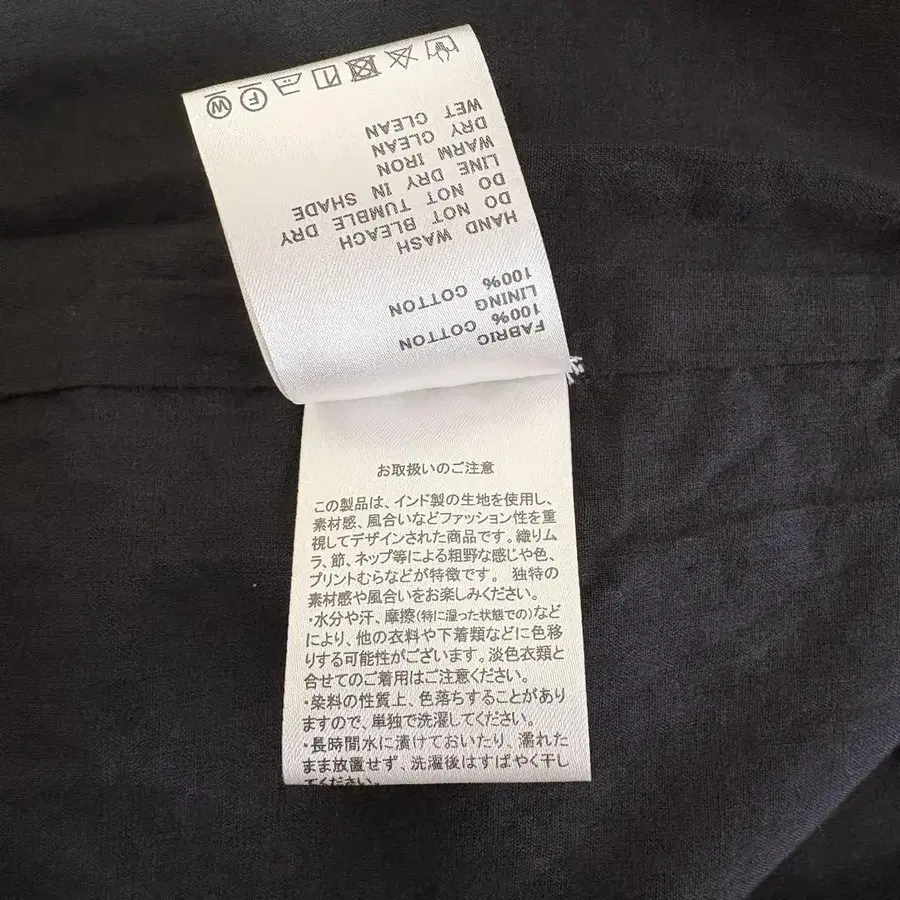 FABRIC
100% COTTON
LINING
100% COTTON
HAND WASH
DO NOT BLEACH
DO NOT TUMBLE DRY
LINE DRY IN SHADE
WARM IRON
DRY CLEAN
WET CLEAN
F
W
お取扱いのご注意
この製品は、インド製の生地を使用し、
素材感、風合いなどファッション性を重
視してデザインされた商品です。織りム
ラ、節、ネップ等による粗野な感じや色、
プリントむらなどが特徴です。 独特の
素材感や風合いをお楽しみください。
・水分や汗、摩擦(特に湿った状態での)など
により、他の衣料や下着類などに色移
りする可能性がございます。淡色衣類と
合せてのご着用はご注意ください。
・染料の性質上、色落ちすることがあり
ますので、単独で洗濯してください。
・長時間水に漬けておいたり、濡れた
まま放置せず、洗濯後はすばやく干し
てください。